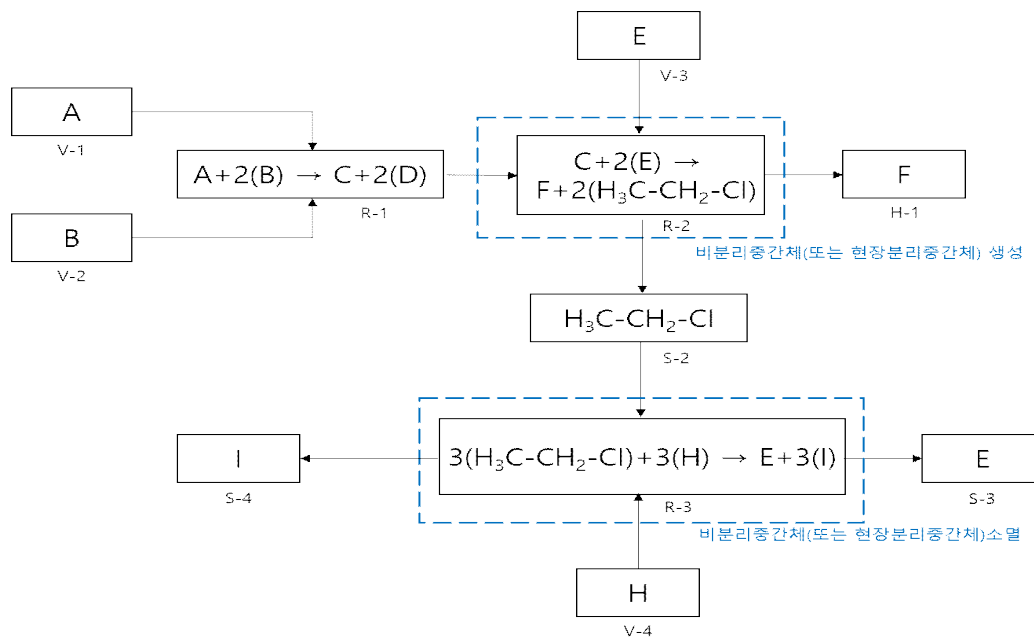 E
V-3
A
V-1
A+2(B) → C+2(D)
R-1
C+2(E) →
F+2(H₃C-CH₂-Cl)
R-2
F
H-1
B
V-2
비분리중간체(또는 현장분리중간체) 생성
H₃C-CH₂-Cl
S-2
I
S-4
3(H₃C-CH₂-Cl)+3(H) → E+3(I)
R-3
E
S-3
비분리중간체(또는 현장분리중간체)소멸
H
V-4